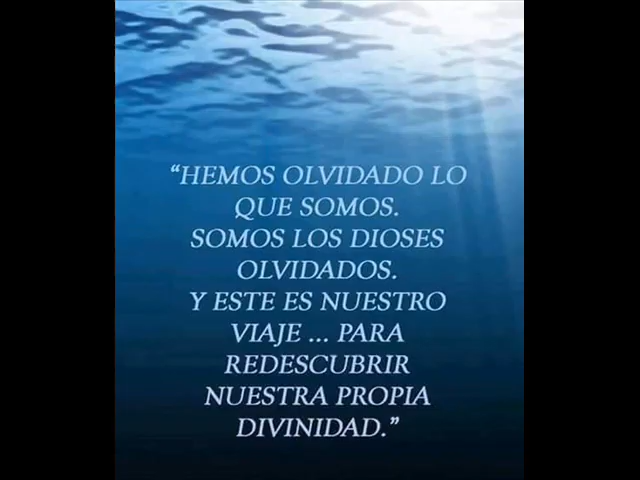 “HEMOS OLVIDADO LO
QUE SOMOS.
SOMOS LOS DIOSES
OLVIDADOS.
Y ESTE ES NUESTRO
VIAJE ... PARA
REDESCUBRIR
NUESTRA PROPIA
DIVINIDAD.”